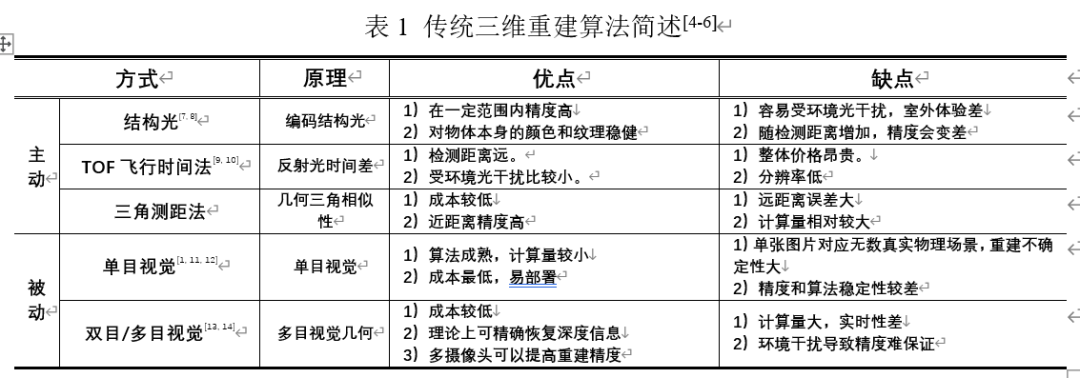 表 1 传统三维重建算法简述[4-6]
方式 原理 优点 缺点
主动
结构光[7, 8]
编码结构光
1）在一定范围内精度高
2）对物体本身的颜色和纹理稳健
1）容易受环境光干扰，室外体验差
2）随检测距离增加，精度会变差
TOF 飞行时间法[9, 10]
反射光时间差
1）检测距离远。
2）受环境光干扰比较小。
1）整体价格昂贵。
2）分辨率低
三角测距法
几何三角相似
性
1）成本较低
2）近距离精度高
1）远距离误差大
2）计算量相对较大
被动
单目视觉[1, 11, 12]
单目视觉
1）算法成熟，计算量较小
2）成本最低，易部署
1）单张图片对应无数真实物理场景，重建不确
定性大
2）精度和算法稳定性较差
双目/多目视觉[13, 14]
多目视觉几何
1）成本较低
2）理论上可精确恢复深度信息
3）多摄像头可以提高重建精度
1）计算量大，实时性差
2）环境干扰导致精度难保证